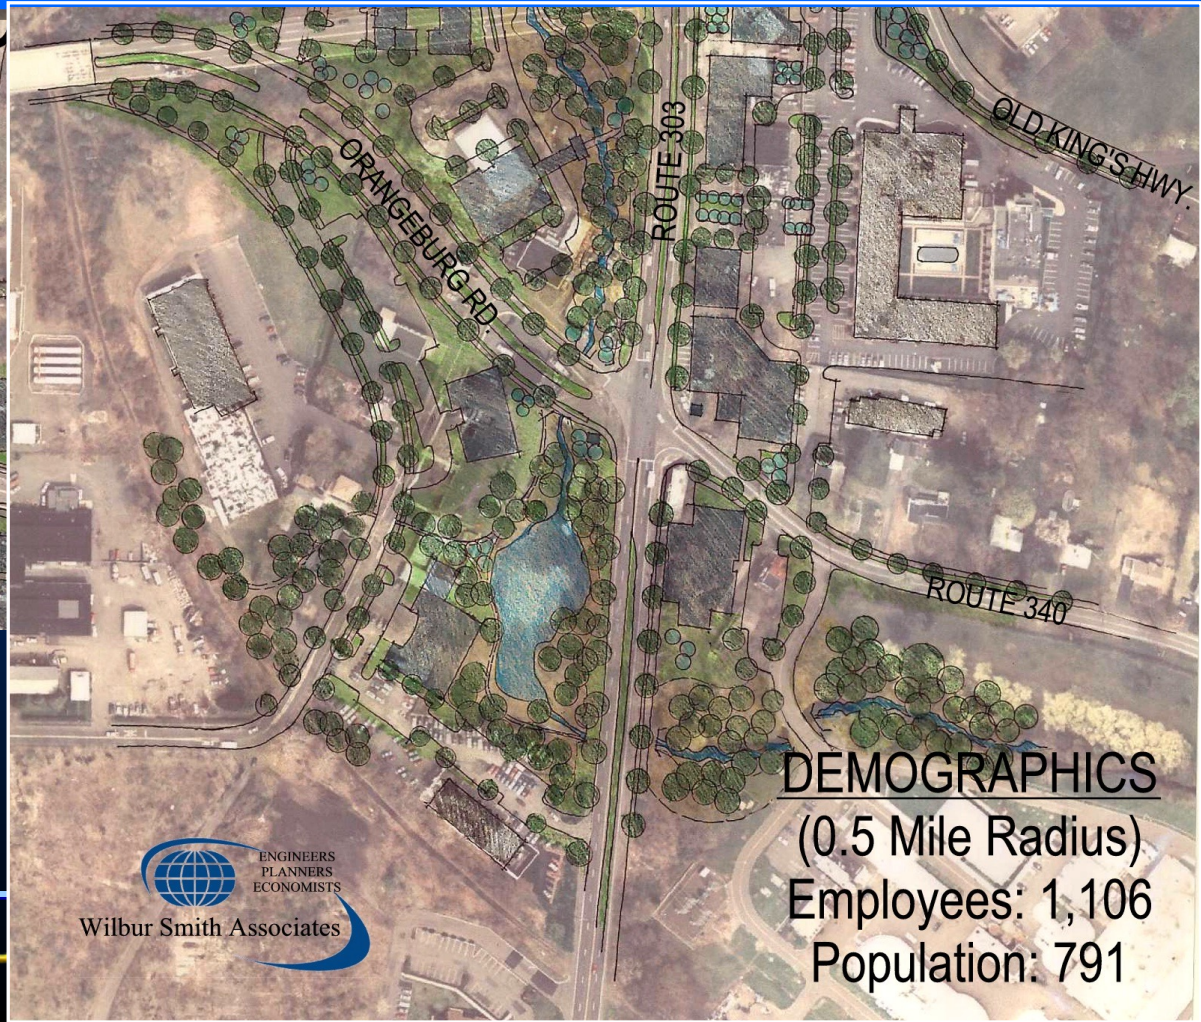 ORANGEBURG RD.
ROUTE 303
OLD KING'S HWY.
ROUTE 340
DEMOGRAPHICS
(0.5 Mile Radius)
Employees: 1,106
Population: 791
ENGINEERS
PLANNERS
ECONOMISTS
Wilbur Smith Associates